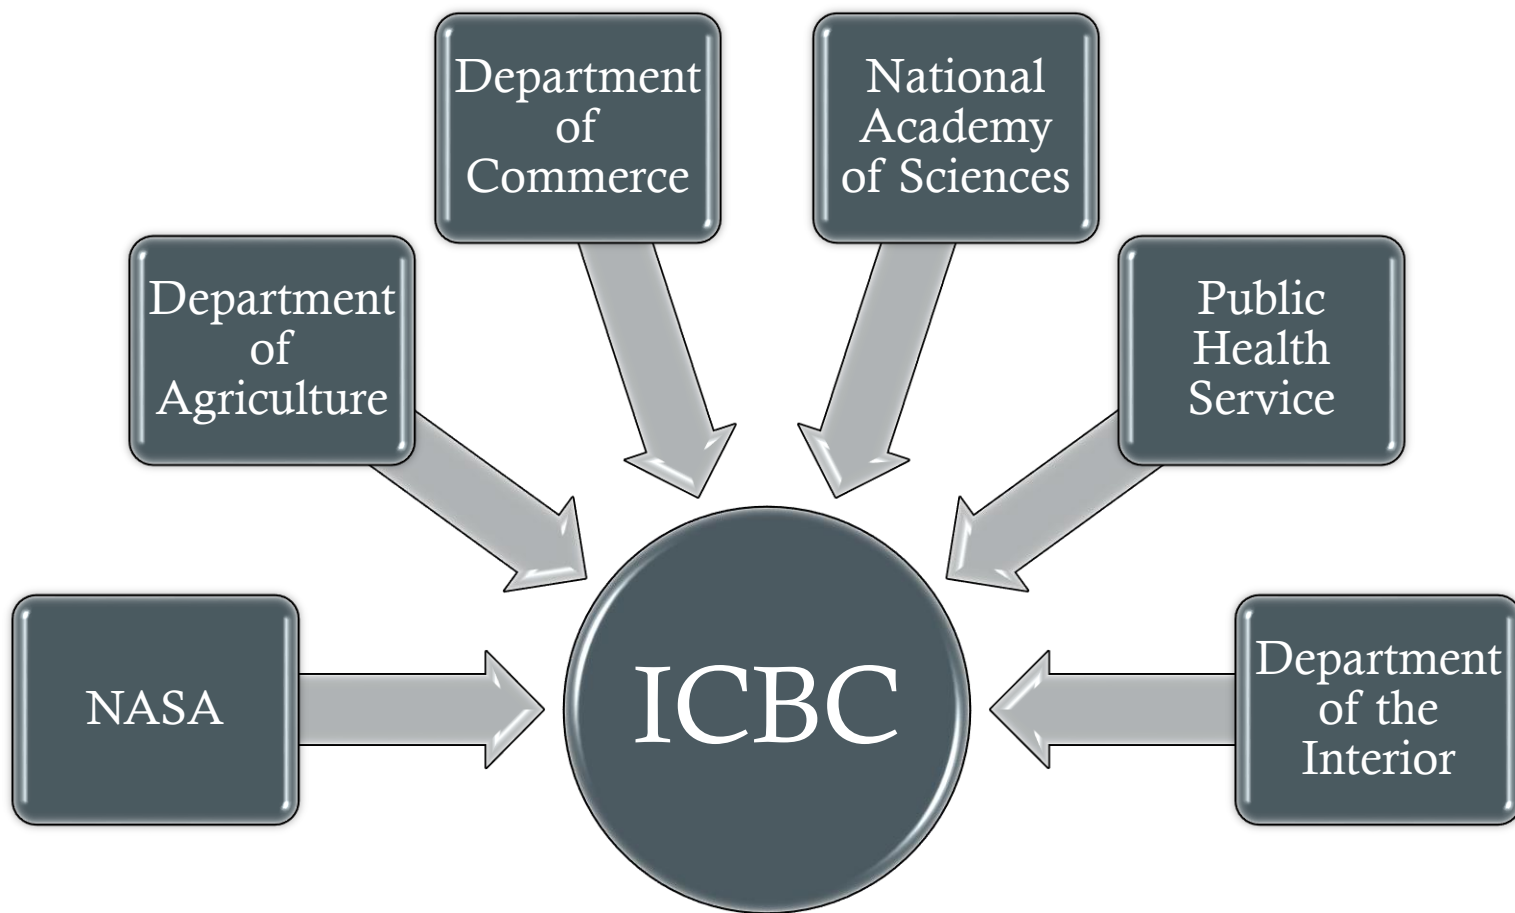 Department
of
Commerce
National
Academy
of Sciences
Department
of
Agriculture
Public
Health
Service
NASA
ICBC
Department
of the
Interior